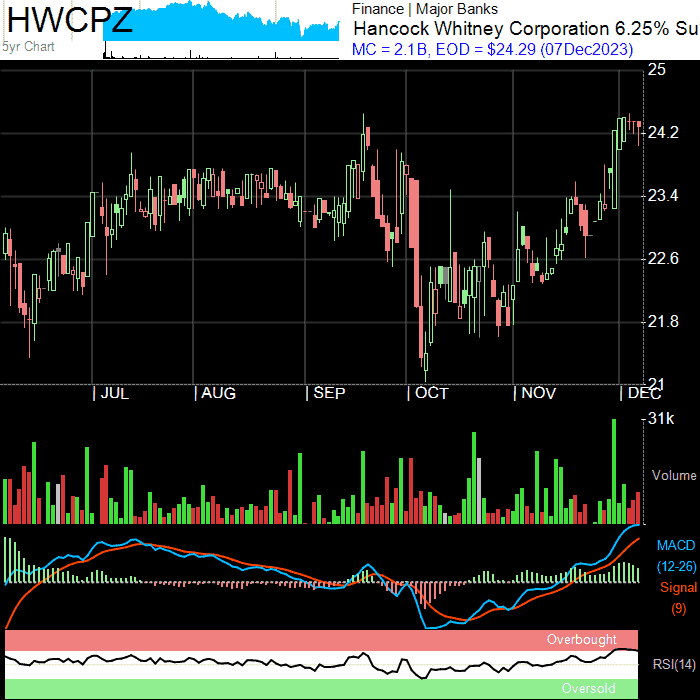 HWCPZ
5yr Chart
Finance | Major Banks
Hancock Whitney Corporation 6.25% Su
MC = 2.1B, EOD = $24.29 (07Dec2023)
25
24.2
23.4
22.6
21.8
21
JUL
AUG
SEP
OCT
NOV
DEC
31k
Volume
MACD
(12-26)
Signal
(9)
Overbought
RSI(14)
Oversold